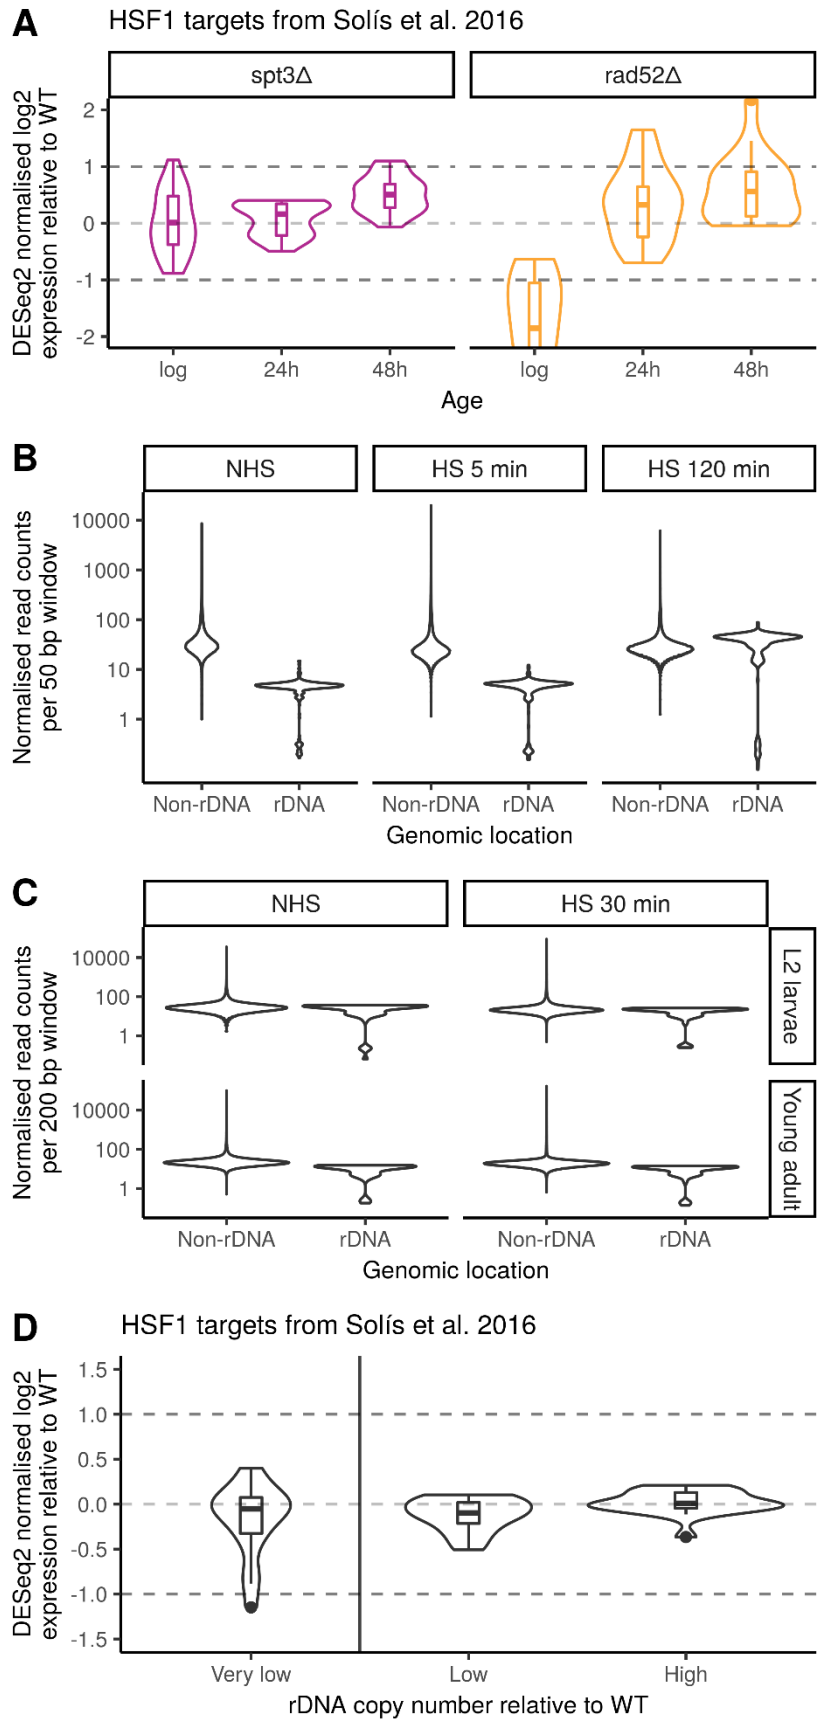 A
HSF1 targets from Solís et al. 2016
spt3Δ
rad52Δ
DESeq2 normalised log2
expression relative to WT
2
1
0
-1
-2
log
24h
48h
log
24h
48h
Age
B
NHS
HS 5 min
HS 120 min
Normalised read counts
per 50 bp window
10000
1000
100
10
1
Non-rDNA
rDNA
Non-rDNA
rDNA
Non-rDNA
rDNA
Genomic location
C
NHS
HS 30 min
Normalised read counts
per 200 bp window
10000
100
1
L2 larvae
10000
100
1
Young adult
Non-rDNA
rDNA
Non-rDNA
rDNA
Genomic location
D
HSF1 targets from Solís et al. 2016
DESeq2 normalised log2
expression relative to WT
1.5
1.0
0.5
0.0
-0.5
-1.0
-1.5
Very low
Low
High
rDNA copy number relative to WT